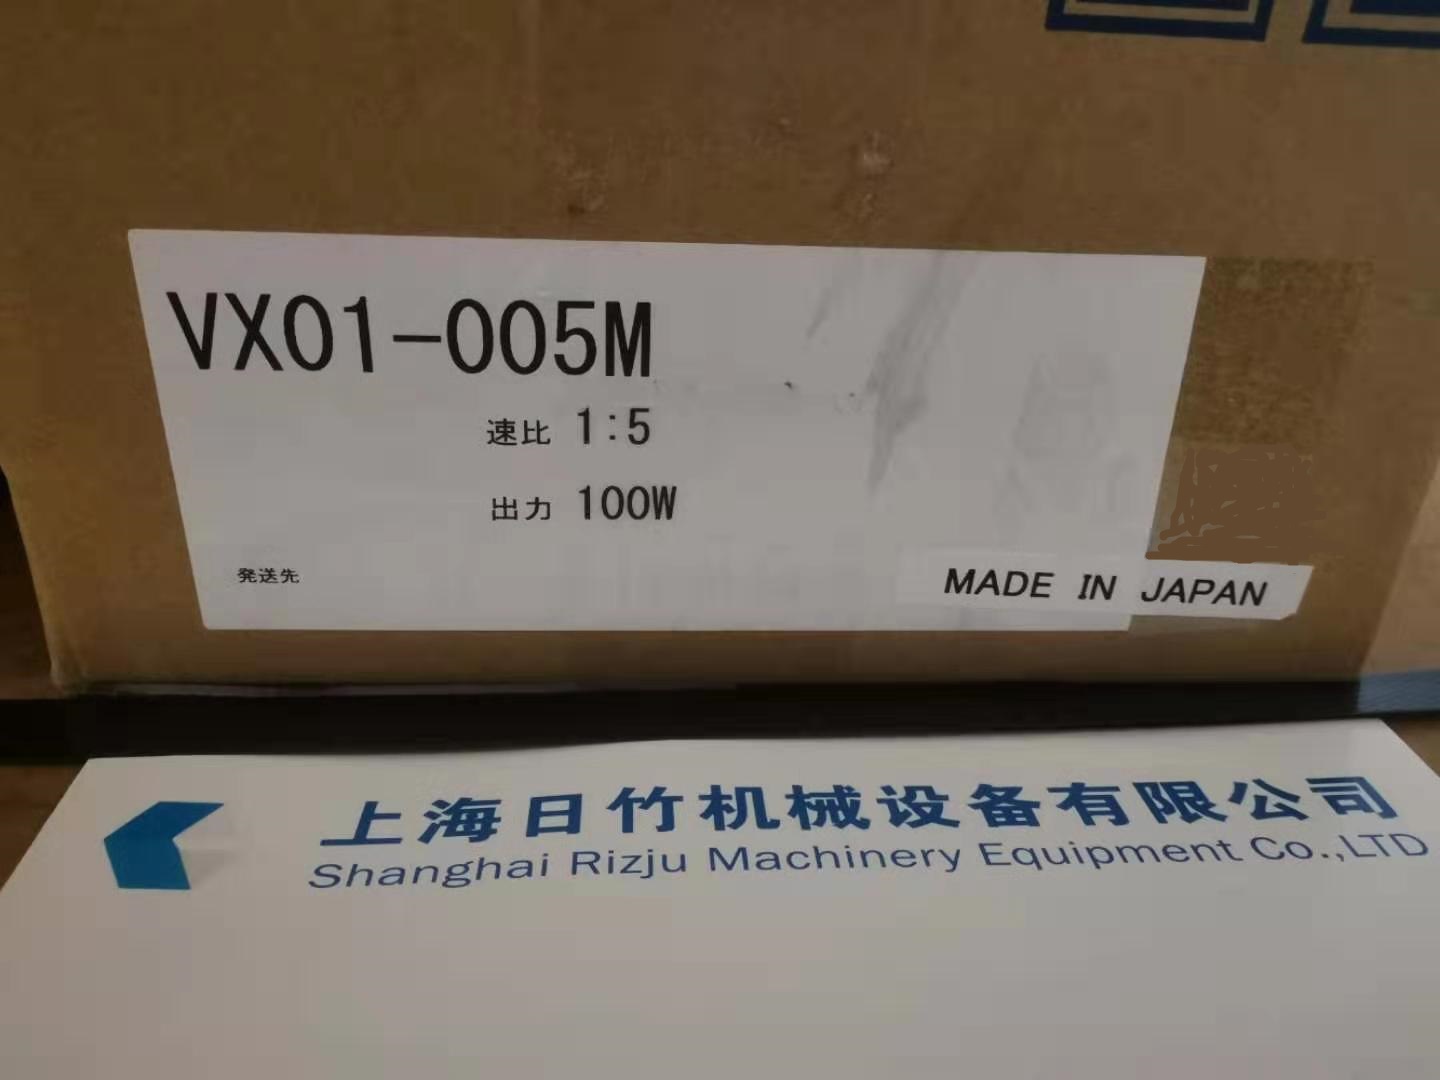 VX01-005M
速比 1:5
出力 100W
発送先
MADE IN JAPAN
上海日竹机械设备有限公司
Shanghai Rizju Machinery Equipment Co.,LTD